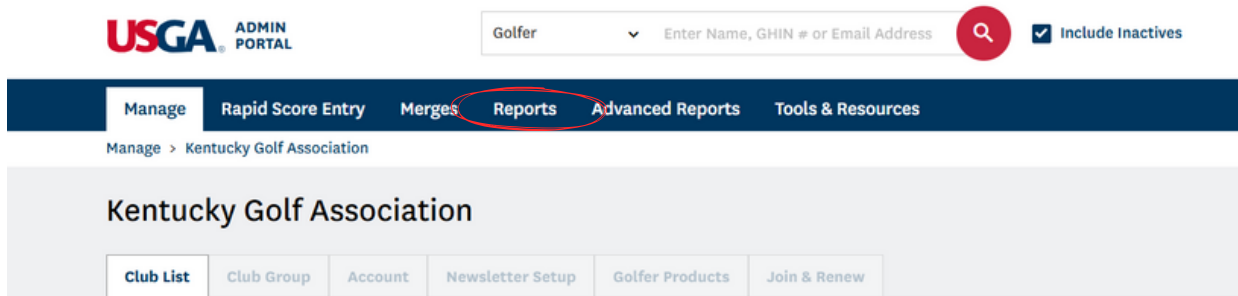 USGA® ADMIN PORTAL
Golfer Enter Name, GHIN # or Email Address Include Inactives
Manage Rapid Score Entry Merges Reports Advanced Reports Tools & Resources
Manage > Kentucky Golf Association
Kentucky Golf Association
Club List Club Group Account Newsletter Setup Golfer Products Join & Renew